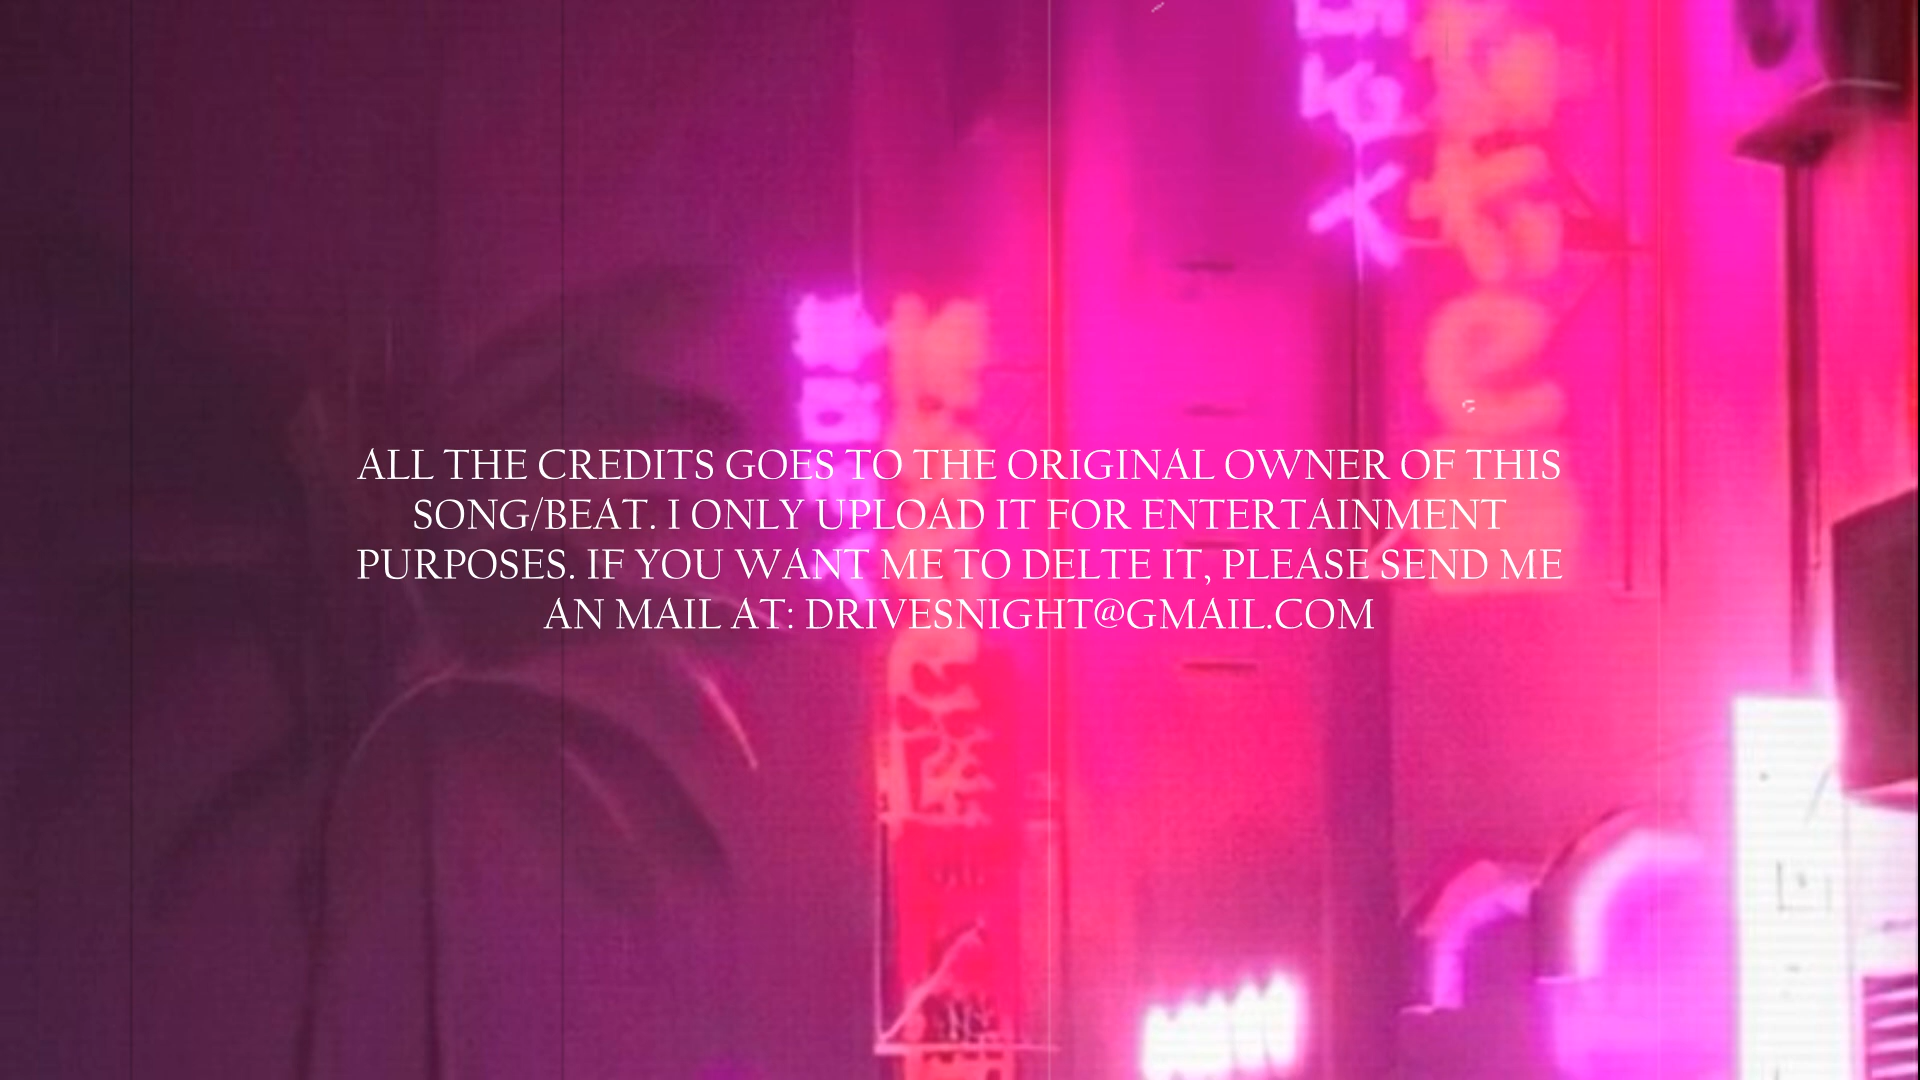 ALL THE CREDITS GOES TO THE ORIGINAL OWNER OF THIS
SONG/BEAT. I ONLY UPLOAD IT FOR ENTERTAINMENT
PURPOSES. IF YOU WANT ME TO DELTE IT, PLEASE SEND ME
AN MAIL AT: DRIVESNIGHT@GMAIL.COM